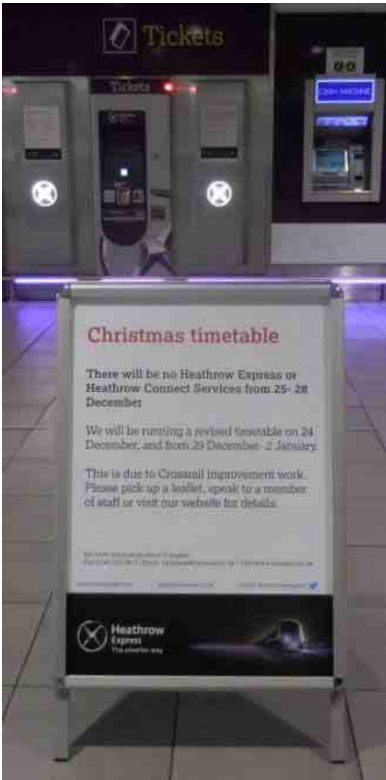 Tickets
Tickets
CASH MACHINE
Christmas timetable
There will be no Heathrow Express or
Heathrow Connect Services from 25- 28
December
We will be running a revised timetable on 24
December, and from 29 December- 2 January.
This is due to Crossrail improvement work.
Please pick up a leaflet, speak to a member
of staff or visit our website for details.
Heathrow
Express
The smarter way